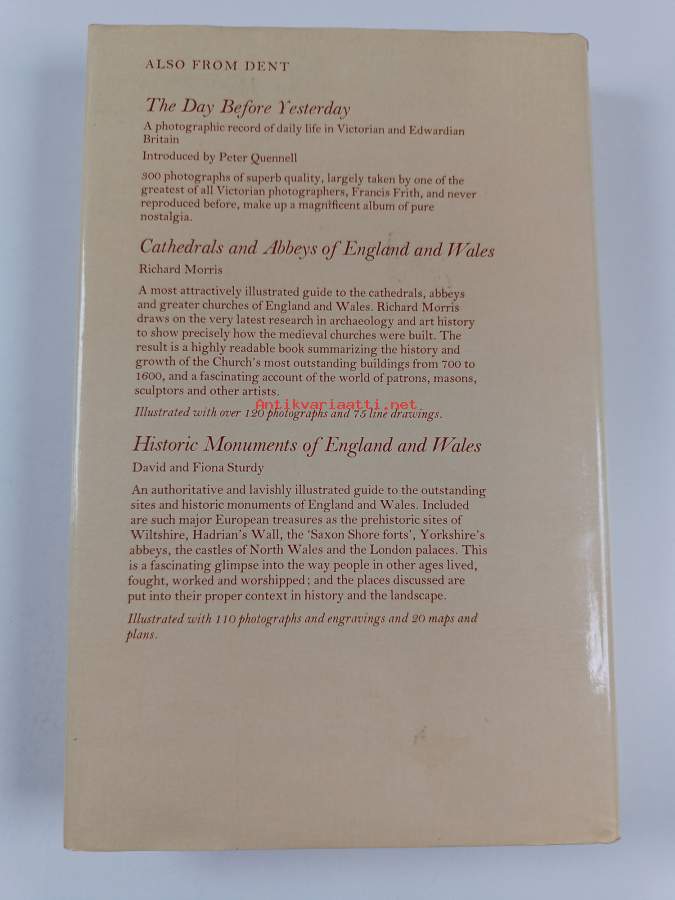 ALSO FROM DENT
The Day Before Yesterday
A photographic record of daily life in Victorian and Edwardian
Britain
Introduced by Peter Quennell
300 photographs of superb quality, largely taken by one of the
greatest of all Victorian photographers, Francis Frith, and never
reproduced before, make up a magnificent album of pure
nostalgia.
Cathedrals and Abbeys of England and Wales
Richard Morris
A most attractively illustrated guide to the cathedrals, abbeys
and greater churches of England and Wales. Richard Morris
draws on the very latest research in archaeology and art history
to show precisely how the medieval churches were built. The
result is a highly readable book summarizing the history and
growth of the Church's most outstanding buildings from 700 to
1600, and a fascinating account of the world of patrons, masons,
sculptors and other artists.
Antikvariaatti.net
Illustrated with over 120 photographs and 75 line drawings.
Historic Monuments of England and Wales
David and Fiona Sturdy
An authoritative and lavishly illustrated guide to the outstanding
sites and historic monuments of England and Wales. Included
are such major European treasures as the prehistoric sites of
Wiltshire, Hadrian's Wall, the 'Saxon Shore forts', Yorkshire's
abbeys, the castles of North Wales and the London palaces. This
is a fascinating glimpse into the way people in other ages lived,
fought, worked and worshipped; and the places discussed are
put into their proper context in history and the landscape.
Illustrated with 110 photographs and engravings and 20 maps and
plans.